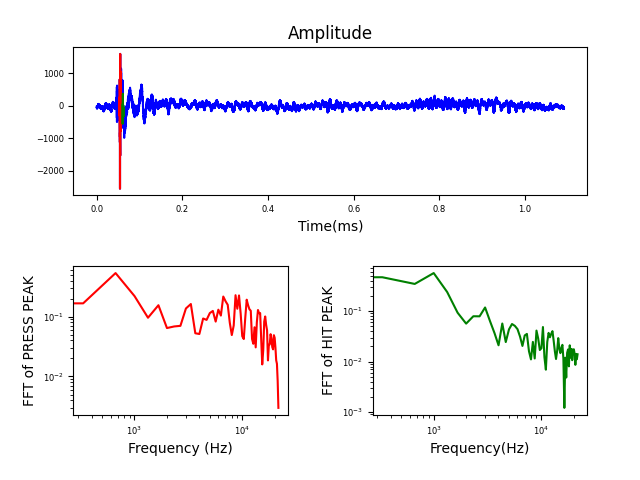 Amplitude
1000
0
−1000
−2000
0.0 0.2 0.4 0.6 0.8 1.0
Time(ms)
FFT of PRESS PEAK
10⁻¹
10⁻²
10³ 10⁴
Frequency (Hz)
FFT of HIT PEAK
10⁻¹
10⁻²
10⁻³
10³ 10⁴
Frequency(Hz)